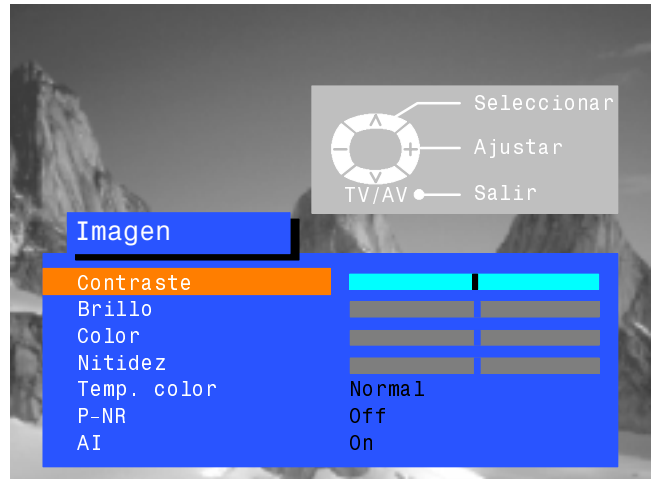 Seleccionar
Ajustar
TV/AV Salir
Imagen
Contraste
Brillo
Color
Nitidez
Temp. color Normal
P-NR Off
AI On